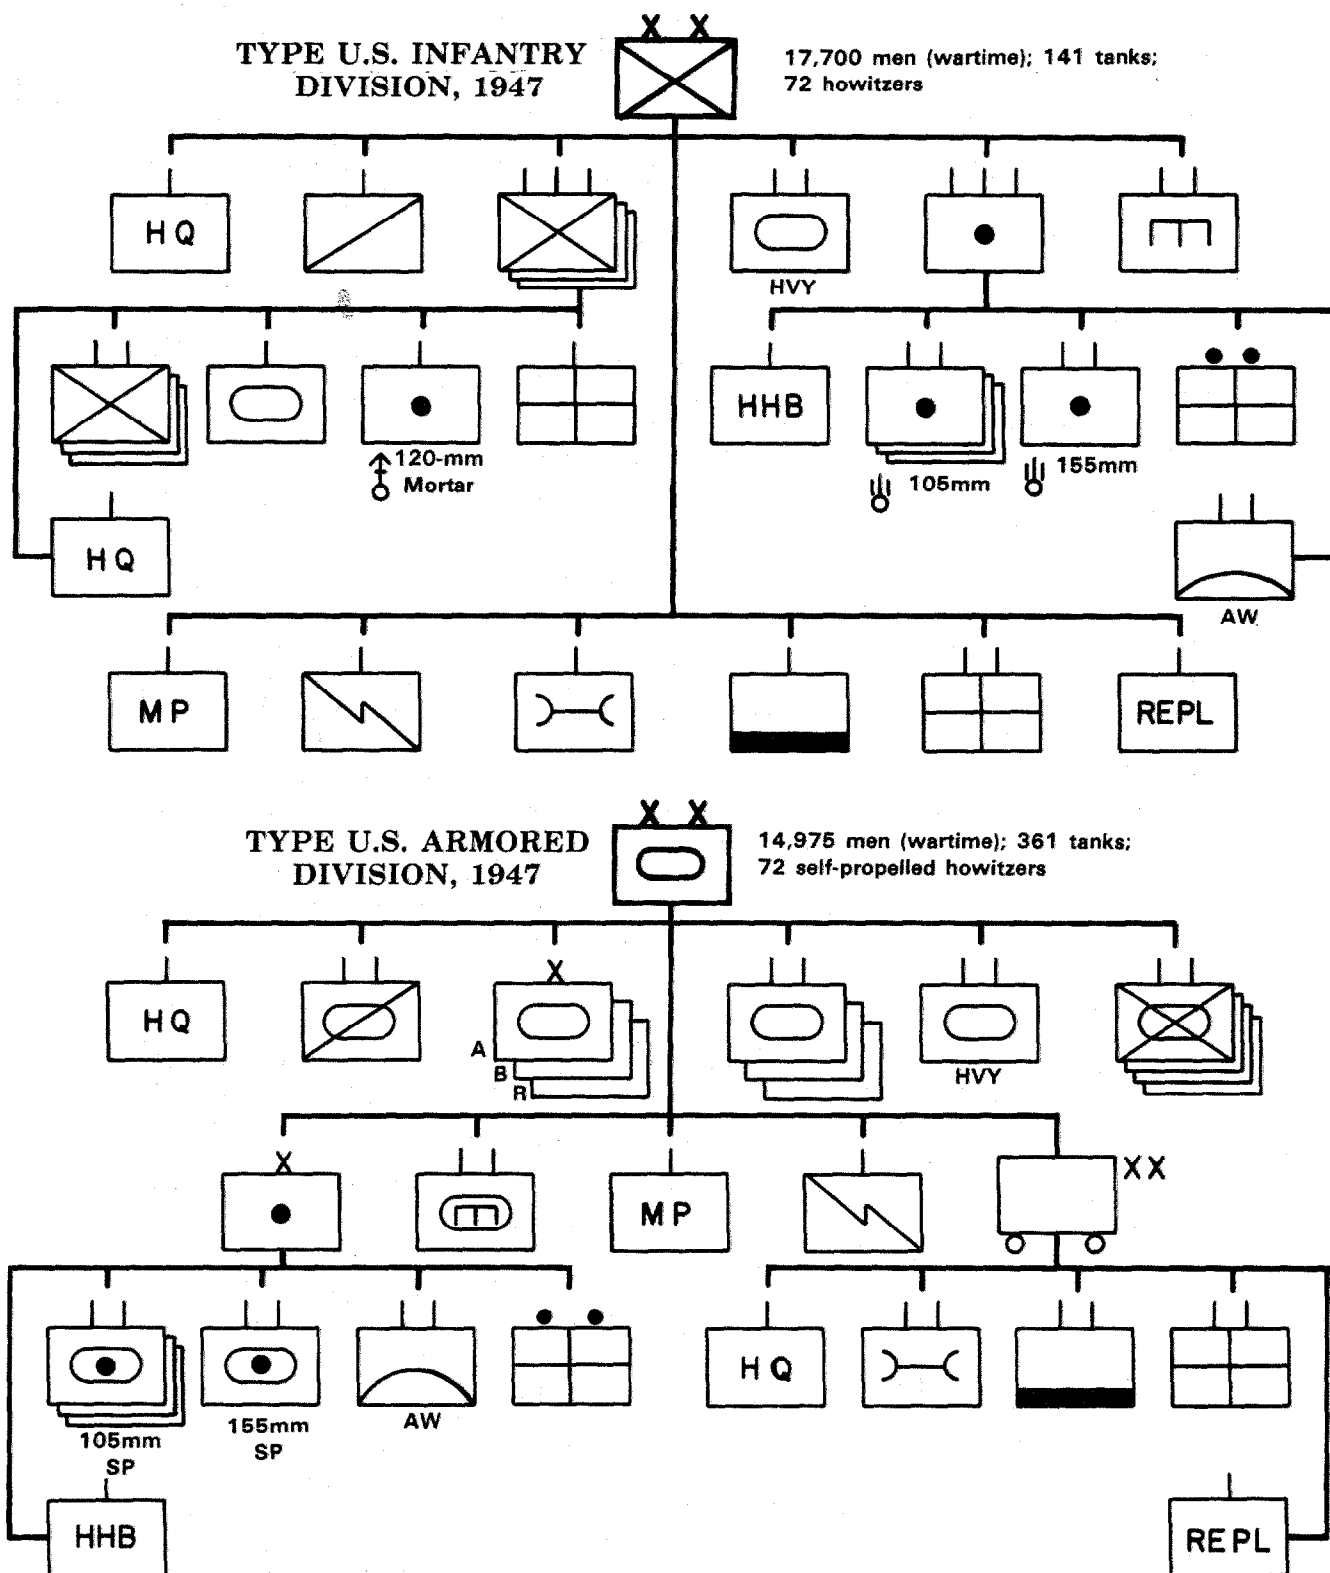 TYPE U.S. INFANTRY
DIVISION, 1947
X X
17,700 men (wartime); 141 tanks;
72 howitzers
HQ
HVY
HHB
120-mm
Mortar
105mm
155mm
HQ
AW
MP
REPL
TYPE U.S. ARMORED
DIVISION, 1947
X X
14,975 men (wartime); 361 tanks;
72 self-propelled howitzers
HQ
X
A
B
R
HVY
X
MP
XX
105mm
SP
155mm
SP
AW
HQ
HHB
REPL